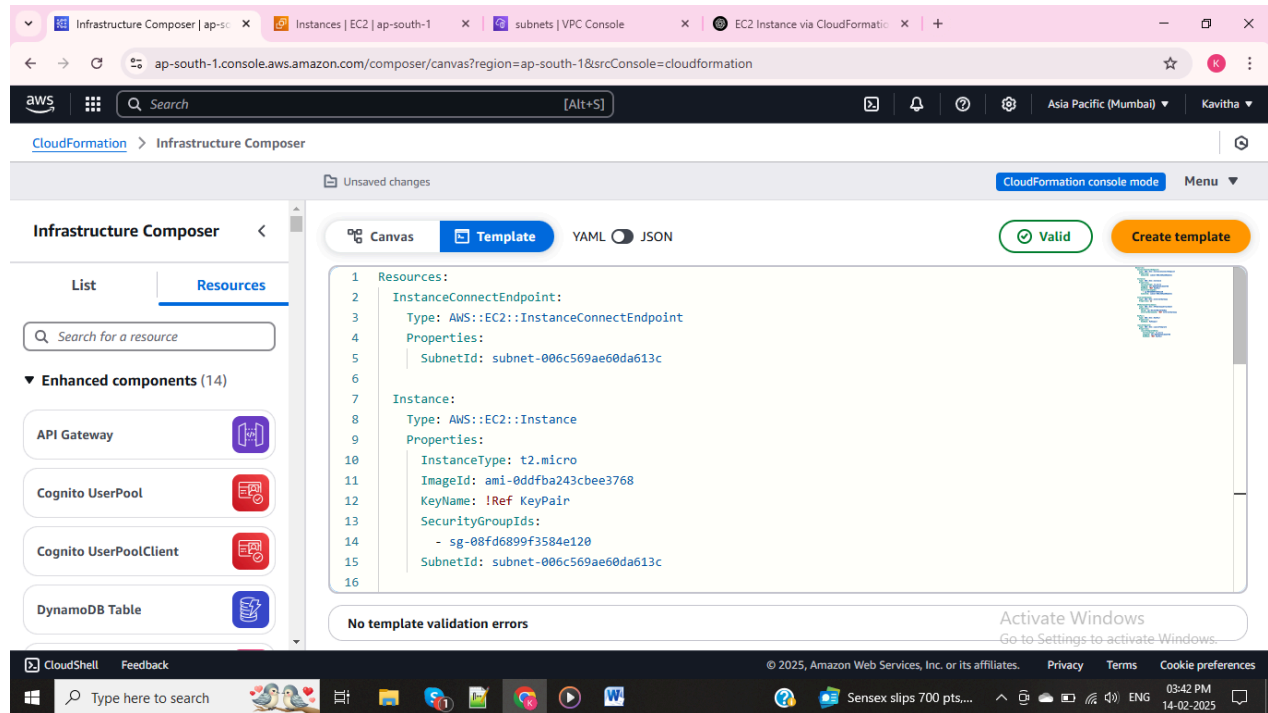 Infrastructure Composer | ap-sc
Instances | EC2 | ap-south-1
subnets | VPC Console
EC2 Instance via CloudFormatic
ap-south-1.console.aws.amazon.com/composer/canvas?region=ap-south-1&srcConsole=cloudformation
K
aws
Search [Alt+S]
Asia Pacific (Mumbai)
Kavitha
CloudFormation > Infrastructure Composer
Unsaved changes
CloudFormation console mode
Menu
Infrastructure Composer
List
Resources
Search for a resource
Enhanced components (14)
API Gateway
Cognito UserPool
Cognito UserPoolClient
DynamoDB Table
Canvas
Template
YAML
JSON
Valid
Create template
1 Resources:
2 InstanceConnectEndpoint:
3 Type: AWS::EC2::InstanceConnectEndpoint
4 Properties:
5 SubnetId: subnet-006c569ae60da613c
6
7 Instance:
8 Type: AWS::EC2::Instance
9 Properties:
10 InstanceType: t2.micro
11 ImageId: ami-0ddfba243cbee3768
12 KeyName: !Ref KeyPair
13 SecurityGroupIds:
14 - sg-08fd6899f3584e120
15 SubnetId: subnet-006c569ae60da613c
16
No template validation errors
Activate Windows
Go to Settings to activate Windows.
CloudShell
Feedback
© 2025, Amazon Web Services, Inc. or its affiliates.
Privacy
Terms
Cookie preferences
Type here to search
1
Sensex slips 700 pts,...
ENG
03:42 PM
14-02-2025